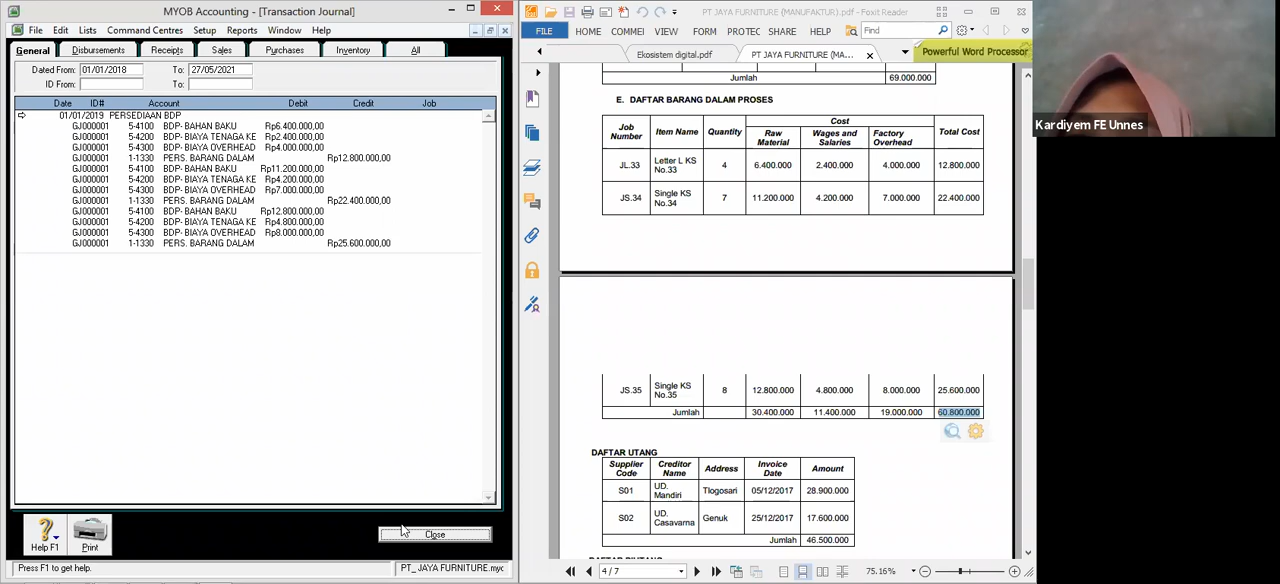 MYOB Accounting - [Transaction Journal]
File Edit Lists Command Centres Setup Reports Window Help
General Disbursements Receipts Sales Purchases Inventory All
Dated From: 01/01/2018 To: 27/05/2021
ID From: To:
Date ID# Account Debit Credit Job
01/01/2019 PERSEDIAAN BDP
GJ000001 5-4100 BDP- BAHAN BAKU Rp6.400.000,00
GJ000001 5-4200 BDP- BIAYA TENAGA KE Rp2.400.000,00
GJ000001 5-4300 BDP- BIAYA OVERHEAD Rp4.000.000,00
GJ000001 1-1330 PERS. BARANG DALAM Rp12.800.000,00
GJ000001 5-4100 BDP- BAHAN BAKU Rp11.200.000,00
GJ000001 5-4200 BDP- BIAYA TENAGA KE Rp4.200.000,00
GJ000001 5-4300 BDP- BIAYA OVERHEAD Rp7.000.000,00
GJ000001 1-1330 PERS. BARANG DALAM Rp22.400.000,00
GJ000001 5-4100 BDP- BAHAN BAKU Rp12.800.000,00
GJ000001 5-4200 BDP- BIAYA TENAGA KE Rp4.800.000,00
GJ000001 5-4300 BDP- BIAYA OVERHEAD Rp8.000.000,00
GJ000001 1-1330 PERS. BARANG DALAM Rp25.600.000,00
Help F1 Print Close
Press F1 to get help. PT_ JAYA FURNITURE.myo
PT JAYA FURNITURE (MANUFAKTUR).pdf - Foxit Reader
FILE HOME COMMEI VIEW FORM PROTEC SHARE HELP Find
Ekosistem digital.pdf PT JAYA FURNITURE (MA... Powerful Word Processor
Jumlah 69.000.000
E. DAFTAR BARANG DALAM PROSES
Job Number Item Name Quantity Cost Total Cost
Raw Material Wages and Salaries Factory Overhead
JL.33 Letter L KS No.33 4 6.400.000 2.400.000 4.000.000 12.800.000
JS.34 Single KS No.34 7 11.200.000 4.200.000 7.000.000 22.400.000
JS.35 Single KS No.35 8 12.800.000 4.800.000 8.000.000 25.600.000
Jumlah 30.400.000 11.400.000 19.000.000 60.800.000
DAFTAR UTANG
Supplier Code Creditor Name Address Invoice Date Amount
S01 UD. Mandiri Tlogosari 05/12/2017 28.900.000
S02 UD. Casavarna Genuk 25/12/2017 17.600.000
Jumlah 46.500.000
4 / 7 75.16%
Kardiyem FE Unnes